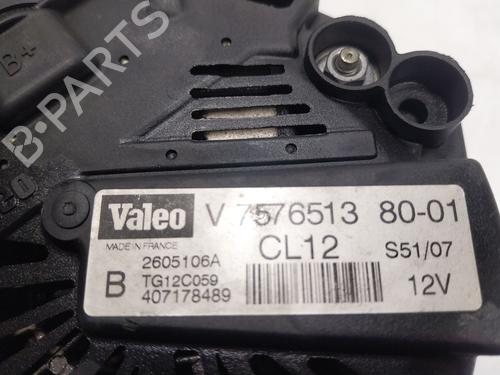 B+
B-PARTS
Valeo V 7576513 80-01
MADE IN FRANCE CL12 S51/07
2605106A
B TG12C059 12V
407178489